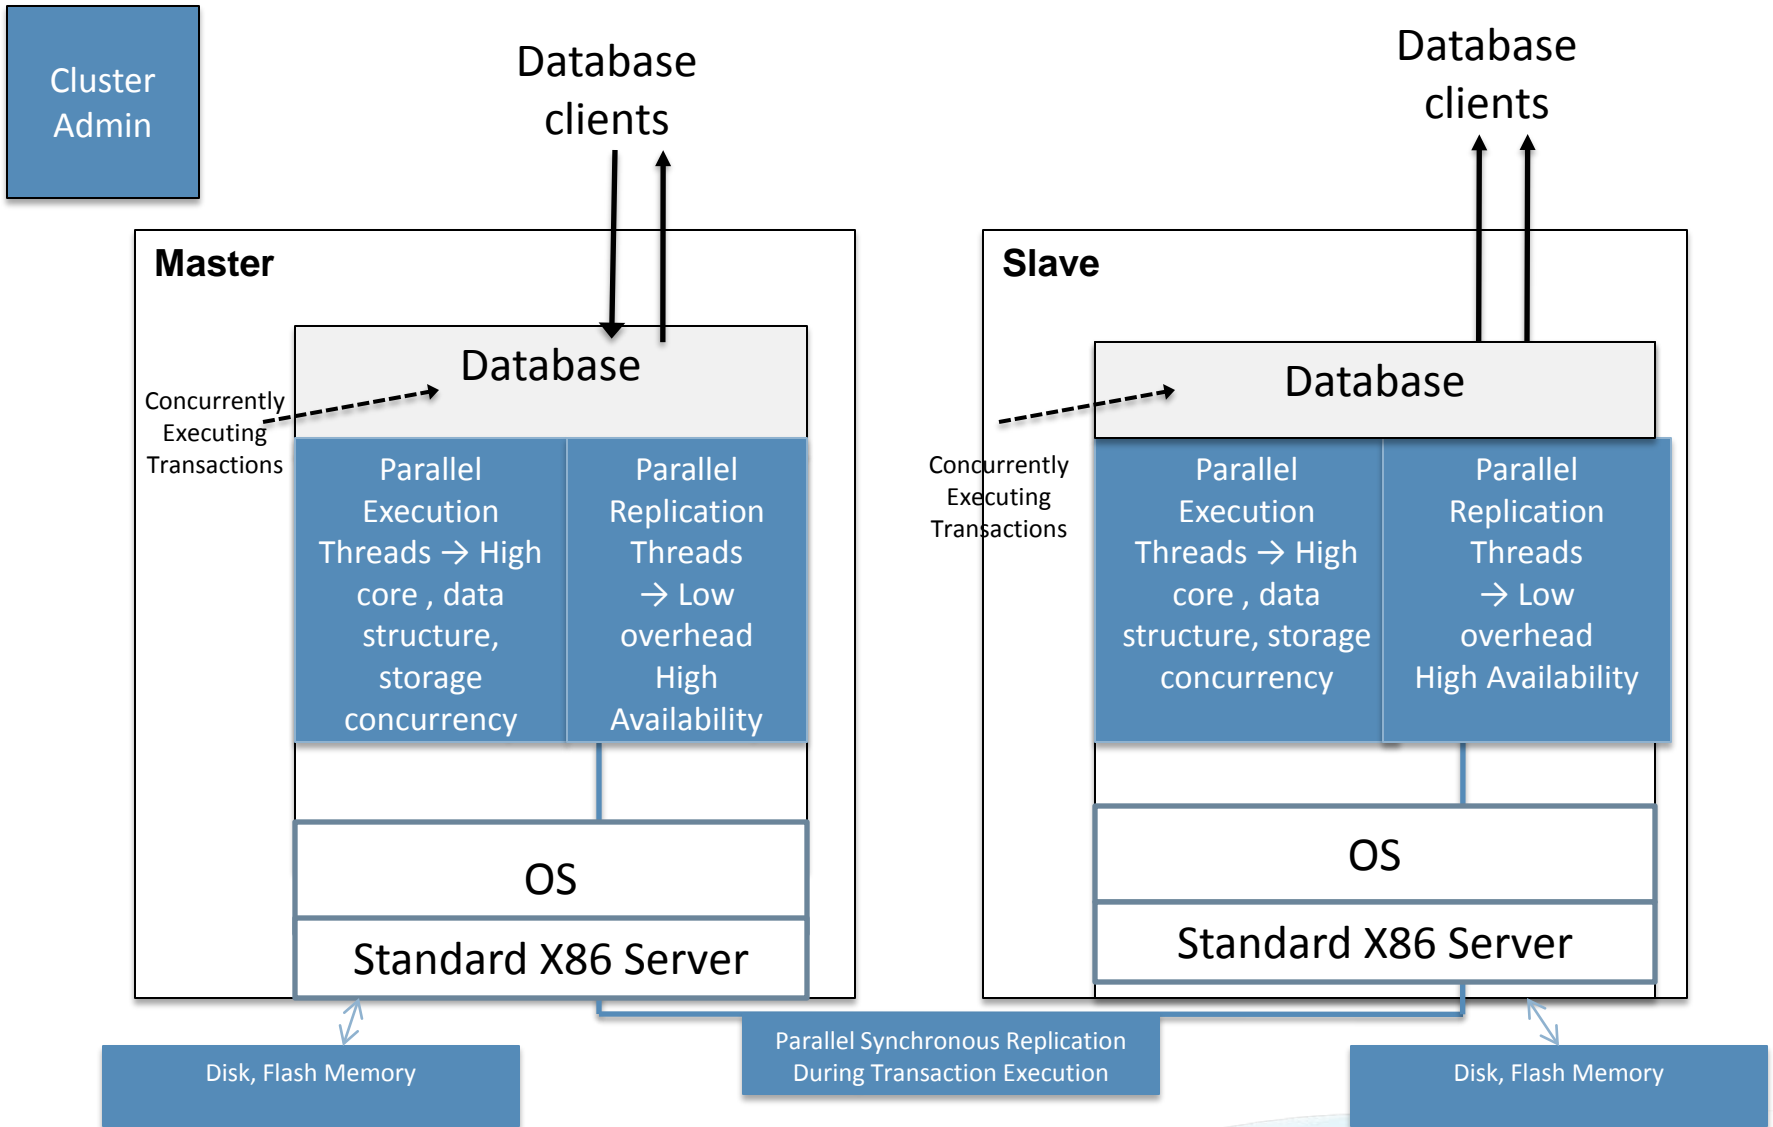 Cluster
Admin
Database
clients
Database
clients
Master
Database
Concurrently
Executing
Transactions
Parallel
Execution
Threads → High
core , data
structure,
storage
concurrency
Parallel
Replication
Threads
→ Low
overhead
High
Availability
OS
Standard X86 Server
Disk, Flash Memory
Slave
Database
Concurrently
Executing
Transactions
Parallel
Execution
Threads → High
core , data
structure, storage
concurrency
Parallel
Replication
Threads
→ Low
overhead
High Availability
OS
Standard X86 Server
Parallel Synchronous Replication
During Transaction Execution
Disk, Flash Memory